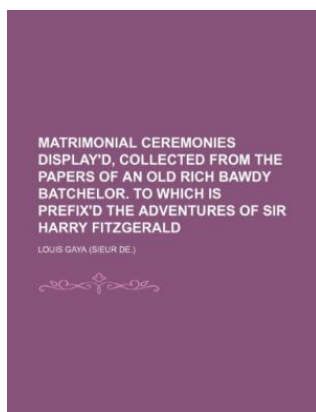 MATRIMONIAL CEREMONIES
DISPLAY'D, COLLECTED FROM THE
PAPERS OF AN OLD RICH BAWDY
BATCHELOR. TO WHICH IS
PREFIX'D THE ADVENTURES OF SIR
HARRY FITZGERALD
LOUIS GAYA (SIEUR DE.)